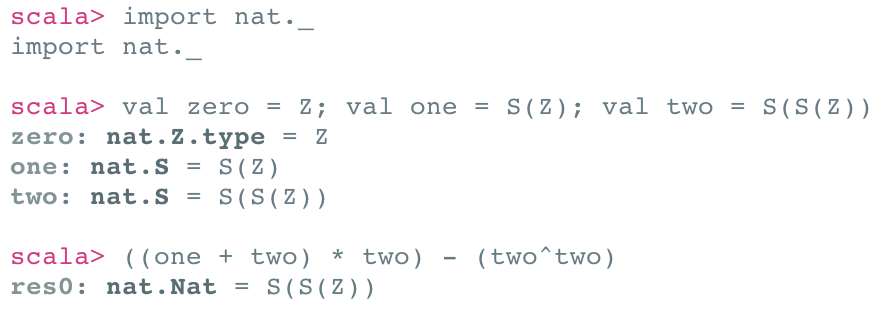 scala> import nat._
import nat._
scala> val zero = Z; val one = S(Z); val two = S(S(Z))
zero: nat.Z.type = Z
one: nat.S = S(Z)
two: nat.S = S(S(Z))
scala> ((one + two) * two) - (two^two)
res0: nat.Nat = S(S(Z))